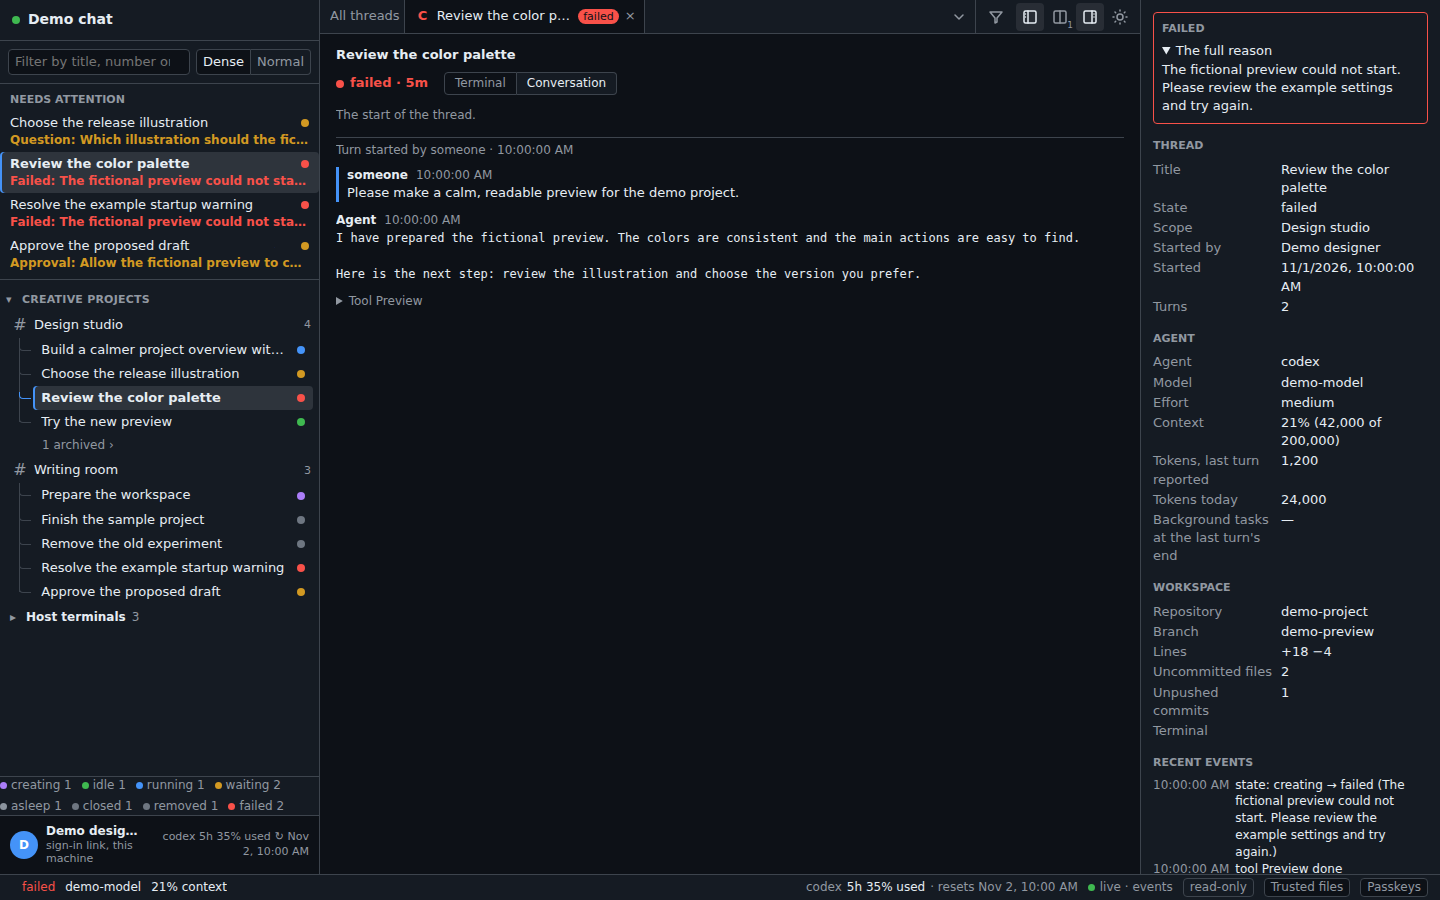 Demo chat
Filter by title, number or
Dense
Normal
NEEDS ATTENTION
Choose the release illustration
Question: Which illustration should the fic…
Review the color palette
Failed: The fictional preview could not sta…
Resolve the example startup warning
Failed: The fictional preview could not sta…
Approve the proposed draft
Approval: Allow the fictional preview to c…
CREATIVE PROJECTS
# Design studio 4
Build a calmer project overview wit…
Choose the release illustration
Review the color palette
Try the new preview
1 archived ›
# Writing room 3
Prepare the workspace
Finish the sample project
Remove the old experiment
Resolve the example startup warning
Approve the proposed draft
Host terminals 3
creating 1 idle 1 running 1 waiting 2
asleep 1 closed 1 removed 1 failed 2
D
Demo desig…
sign-in link, this
machine
codex 5h 35% used ↻ Nov
2, 10:00 AM
All threads
C Review the color p… failed ×
1
Review the color palette
failed · 5m
Terminal
Conversation
The start of the thread.
Turn started by someone · 10:00:00 AM
someone 10:00:00 AM
Please make a calm, readable preview for the demo project.
Agent 10:00:00 AM
I have prepared the fictional preview. The colors are consistent and the main actions are easy to find.
Here is the next step: review the illustration and choose the version you prefer.
Tool Preview
FAILED
The full reason
The fictional preview could not start.
Please review the example settings
and try again.
THREAD
Title Review the color
palette
State failed
Scope Design studio
Started by Demo designer
Started 11/1/2026, 10:00:00
AM
Turns 2
AGENT
Agent codex
Model demo-model
Effort medium
Context 21% (42,000 of
200,000)
Tokens, last turn 1,200
reported
Tokens today 24,000
Background tasks —
at the last turn's
end
WORKSPACE
Repository demo-project
Branch demo-preview
Lines +18 −4
Uncommitted files 2
Unpushed 1
commits
Terminal
RECENT EVENTS
10:00:00 AM state: creating → failed (The
fictional preview could not
start. Please review the
example settings and try
again.)
10:00:00 AM tool Preview done
failed demo-model 21% context
codex 5h 35% used · resets Nov 2, 10:00 AM
live · events
read-only
Trusted files
Passkeys